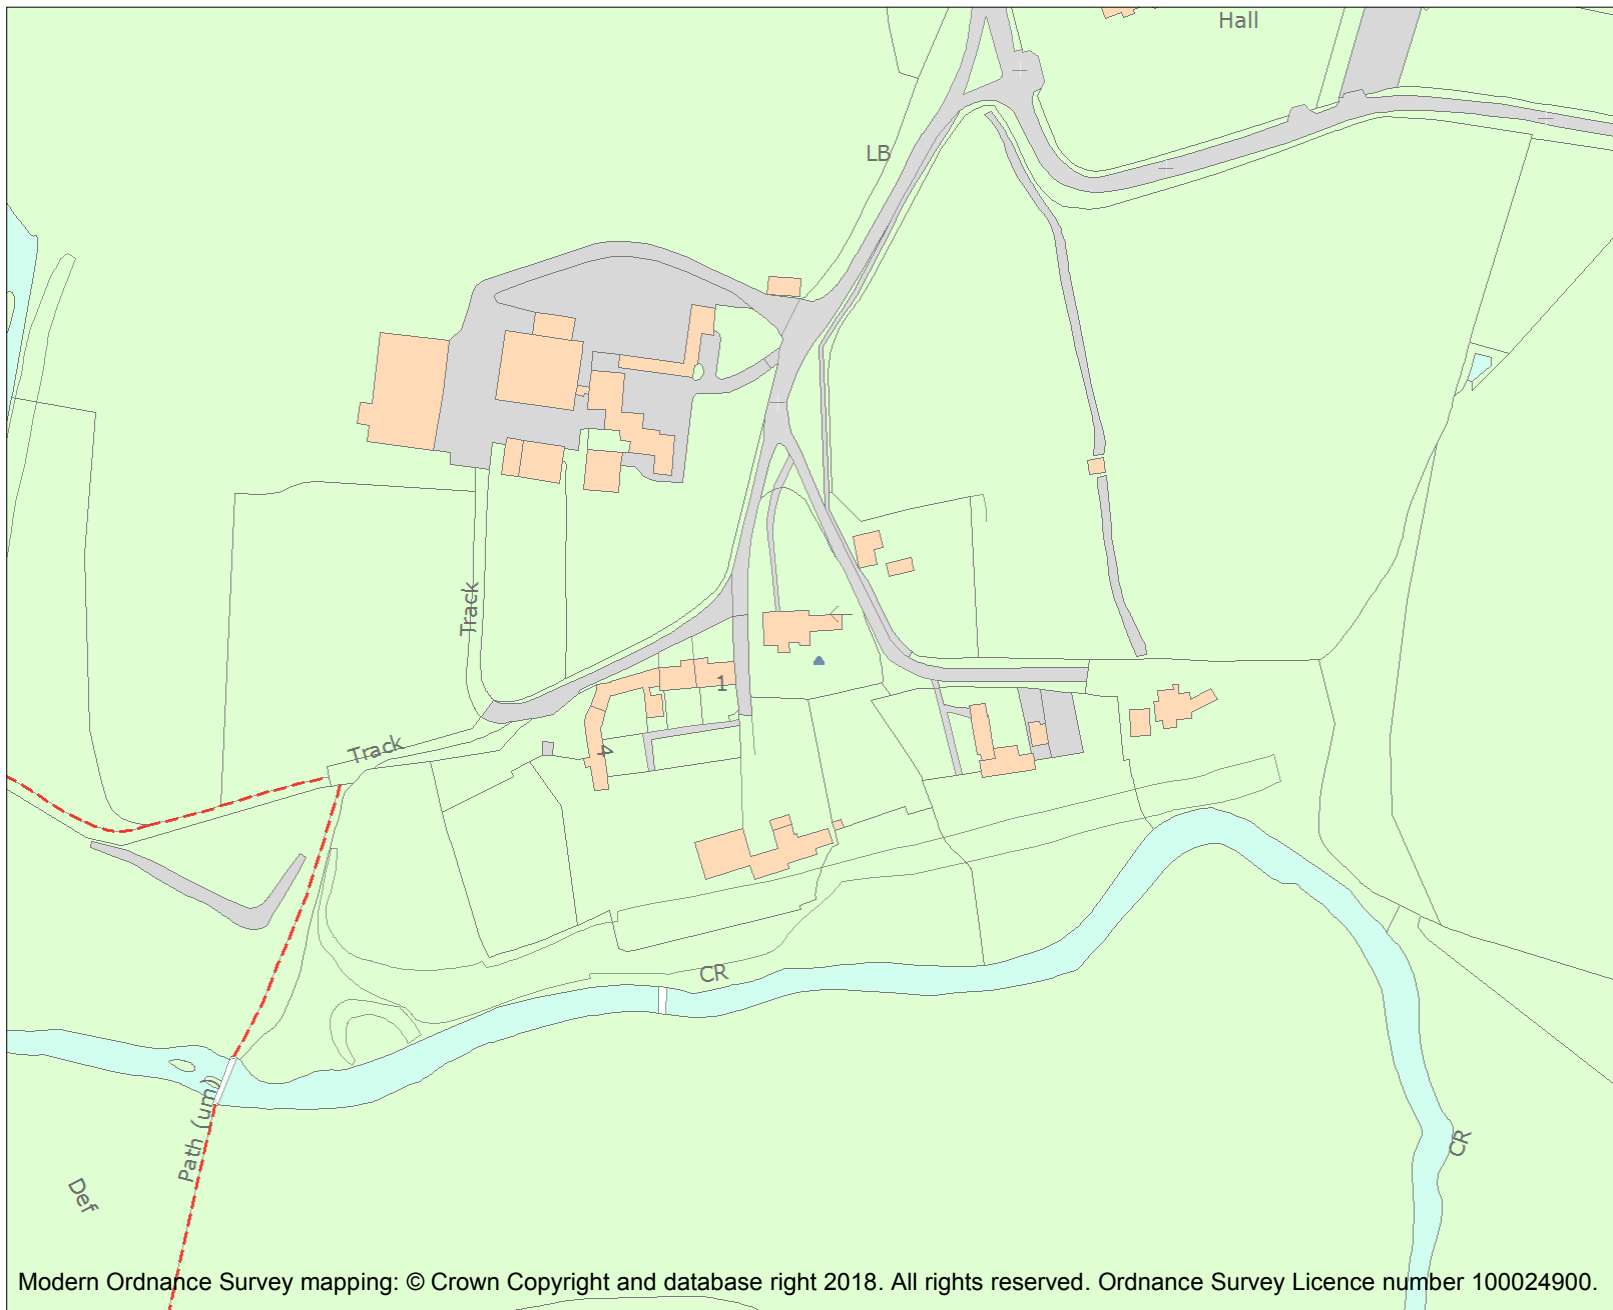 Hall
LB
Track
1
Track
4
CR
Path (um)
CR
Def
Modern Ordnance Survey mapping: © Crown Copyright and database right 2018. All rights reserved. Ordnance Survey Licence number 100024900.